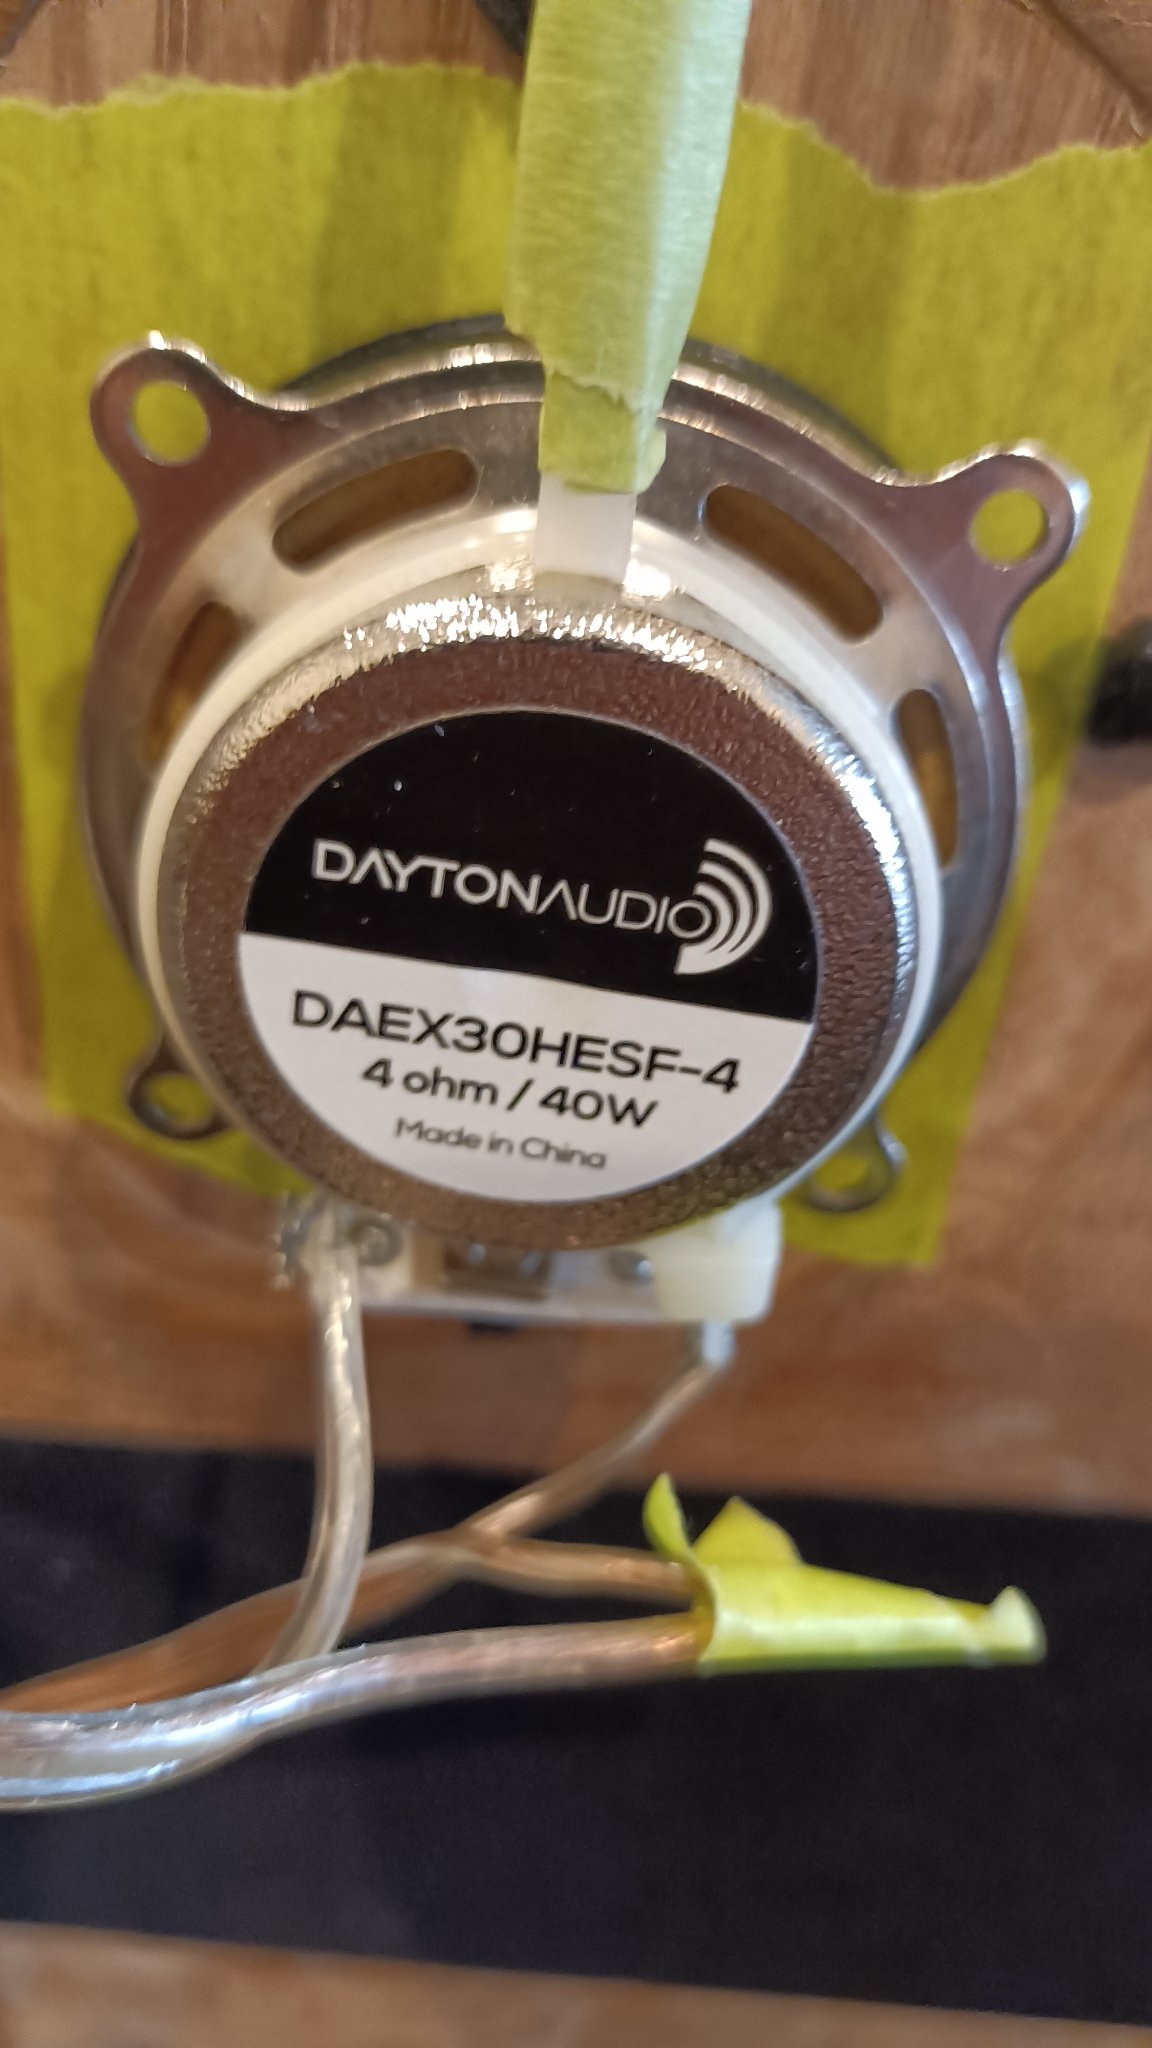 DAYTONAUDIO
DAEX30HESF-4
4 ohm / 40W
Made in China